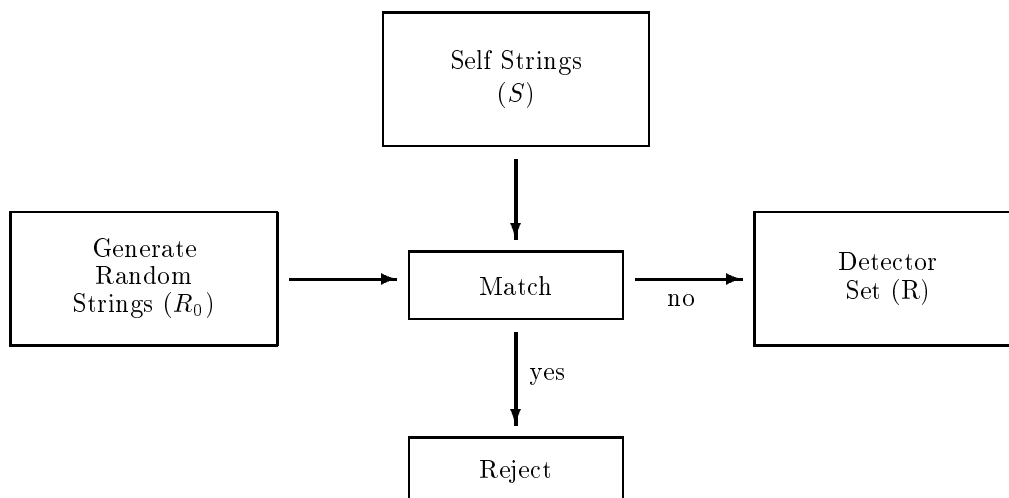 Self Strings
(S)
Generate
Random
Strings (R₀)
Match
no
Detector
Set (R)
yes
Reject